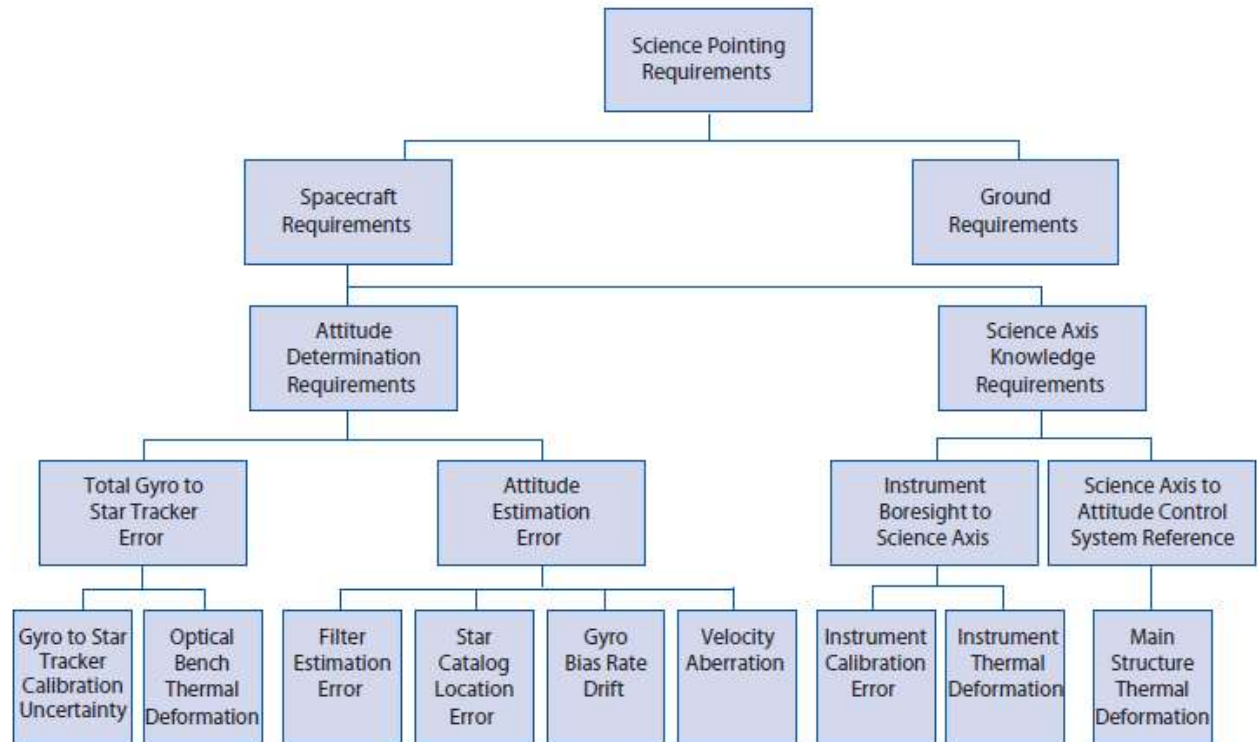 Science Pointing
Requirements
Spacecraft
Requirements
Ground
Requirements
Attitude
Determination
Requirements
Science Axis
Knowledge
Requirements
Total Gyro to
Star Tracker
Error
Attitude
Estimation
Error
Instrument
Boresight to
Science Axis
Science Axis to
Attitude Control
System Reference
Gyro to Star
Tracker
Calibration
Uncertainty
Optical
Bench
Thermal
Deformation
Filter
Estimation
Error
Star
Catalog
Location
Error
Gyro
Bias Rate
Drift
Velocity
Aberration
Instrument
Calibration
Error
Instrument
Thermal
Deformation
Main
Structure
Thermal
Deformation